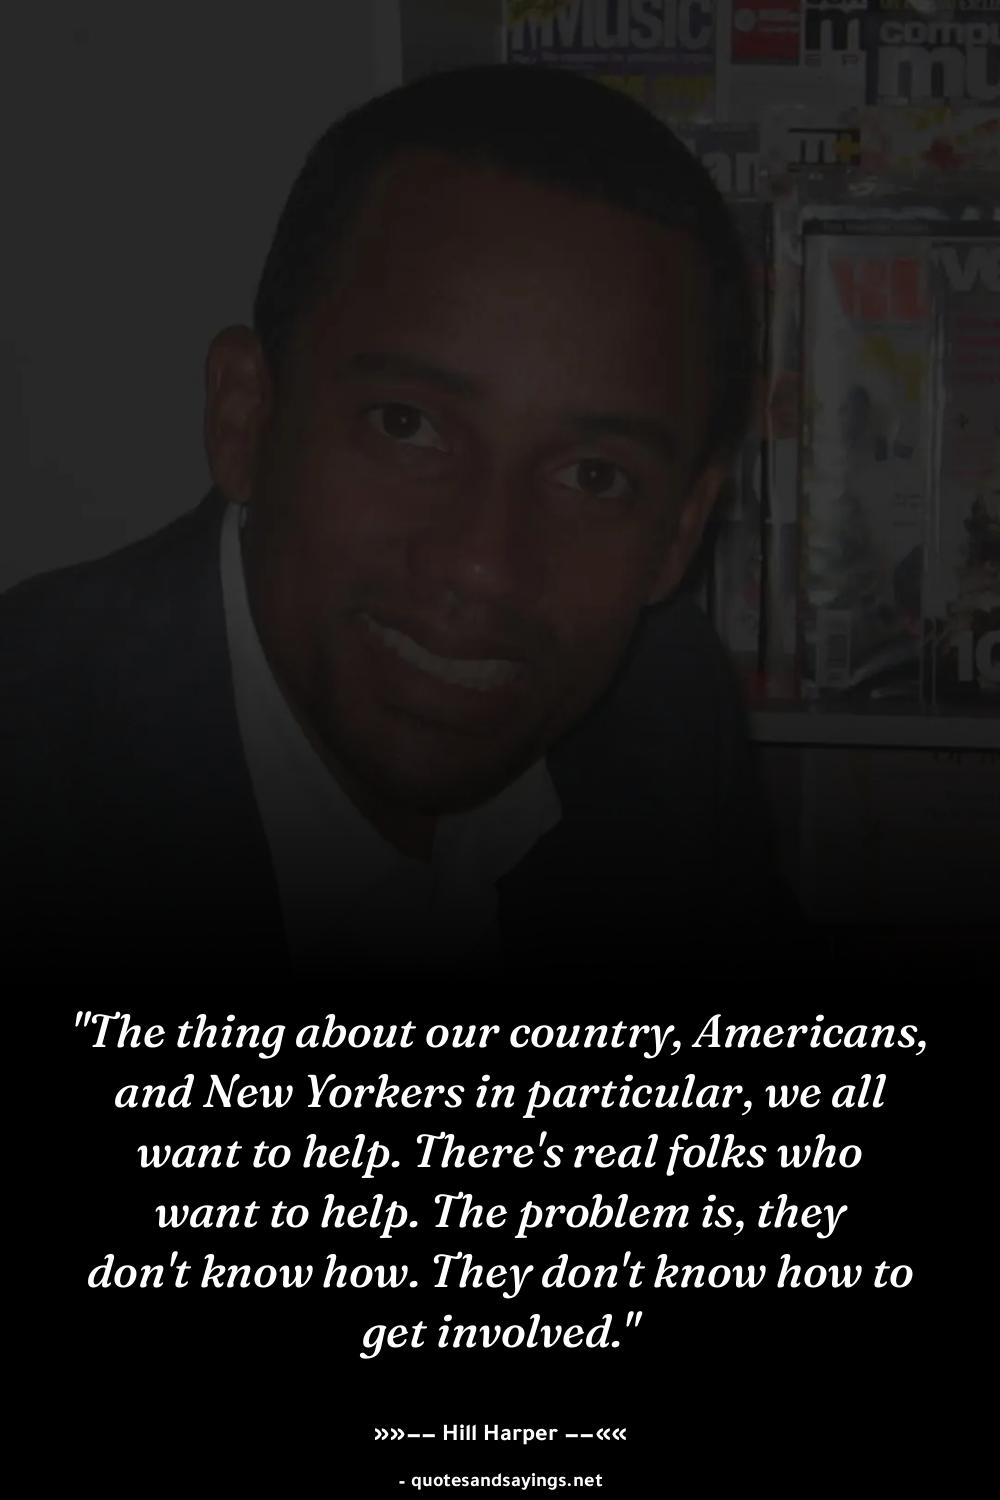 Music
"The thing about our country, Americans,
and New Yorkers in particular, we all
want to help. There's real folks who
want to help. The problem is, they
don't know how. They don't know how to
get involved."
»»−− Hill Harper −−««
- quotesandsayings.net